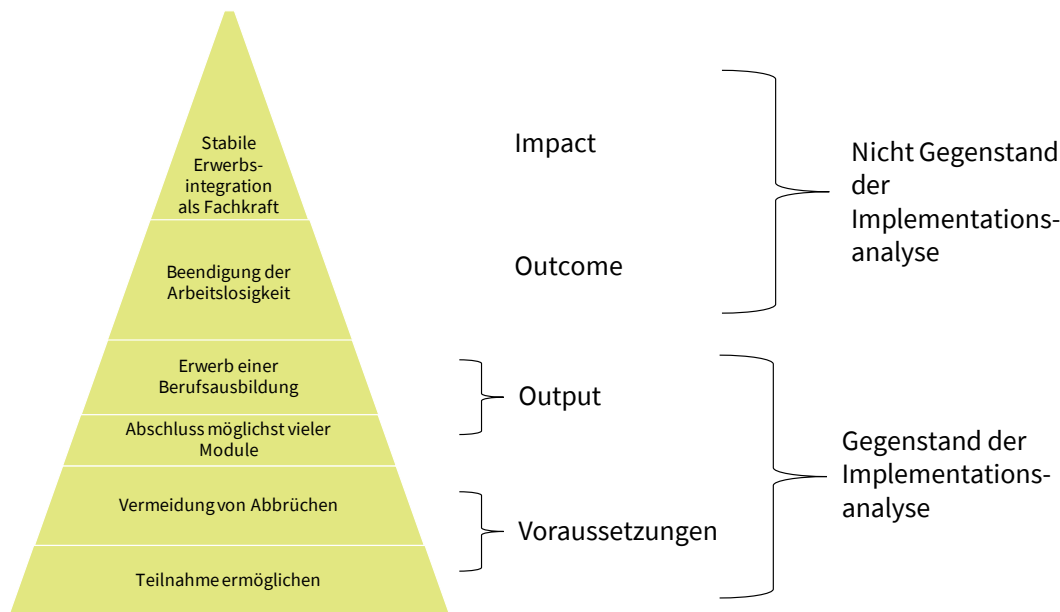 Stabile
Erwerbs-
integration
als Fachkraft
Beendigung der
Arbeitslosigkeit
Erwerb einer
Berufsausbildung
Abschluss möglichst vieler
Module
Vermeidung von Abbrüchen
Teilnahme ermöglichen
Impact
Outcome
Output
Voraussetzungen
Nicht Gegenstand
der
Implementations-
analyse
Gegenstand der
Implementations-
analyse